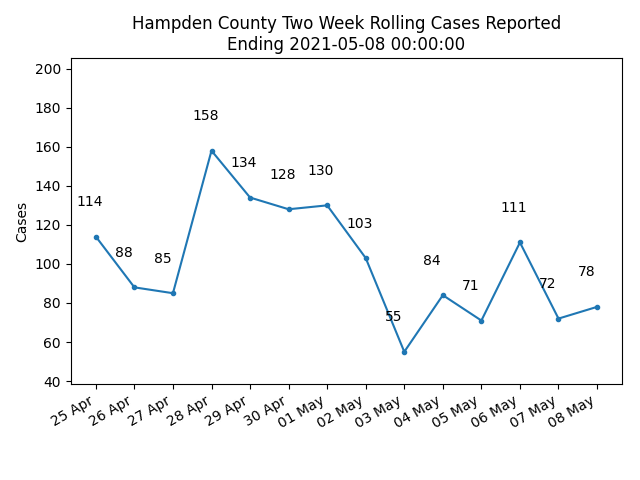 Hampden County Two Week Rolling Cases Reported
Ending 2021-05-08 00:00:00
200
180
160
140
120
100
80
60
40
Cases
114
88
85
158
134
128
130
103
55
84
71
111
72
78
25 Apr
26 Apr
27 Apr
28 Apr
29 Apr
30 Apr
01 May
02 May
03 May
04 May
05 May
06 May
07 May
08 May